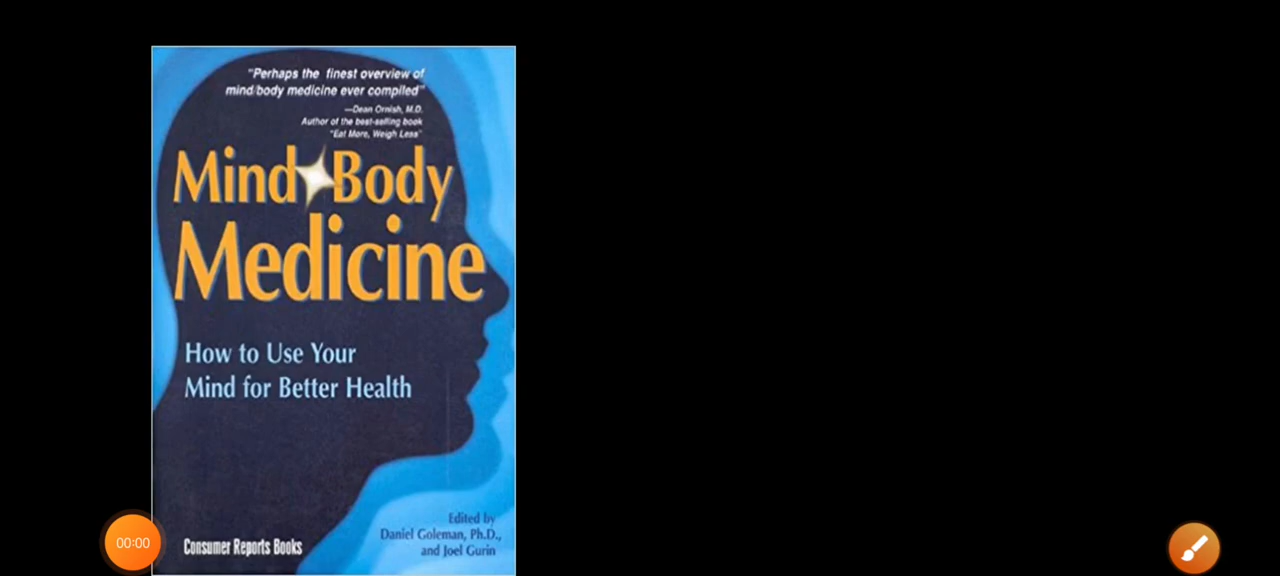 "Perhaps the finest overview of
mind/body medicine ever compiled"
—Dean Ornish, M.D.
Author of the best-selling book
"Eat More, Weigh Less"
Mind Body
Medicine
How to Use Your
Mind for Better Health
Edited by
Daniel Goleman, Ph.D.,
and Joel Gurin
Consumer Reports Books
00:00